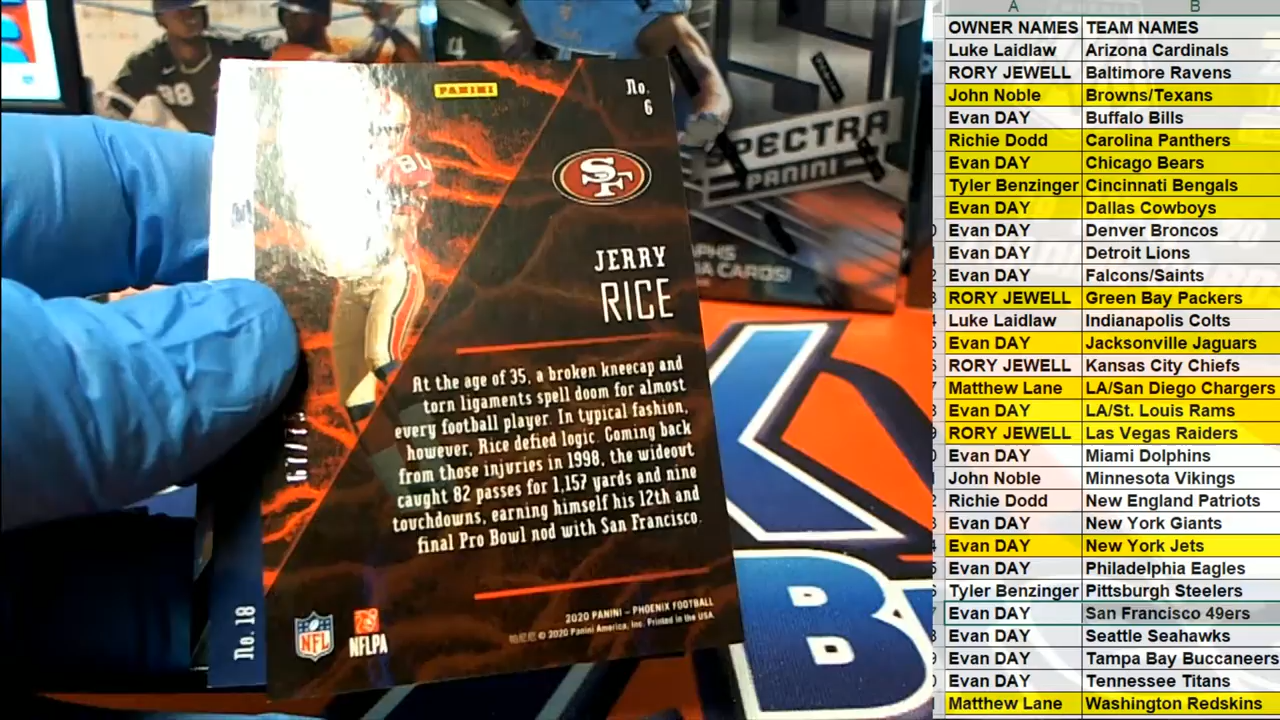 98
4
SPECTRA
PANINI
CARDS!
PANINI
No.
6
SF
JERRY
RICE
At the age of 35, a broken kneecap and
torn ligaments spell doom for almost
every football player. In typical fashion,
however, Rice defied logic. Coming back
from those injuries in 1998, the wideout
caught 82 passes for 1,157 yards and nine
touchdowns, earning himself his 12th and
final Pro Bowl nod with San Francisco.
NFL
NFLPA
2020 PANINI – PHOENIX FOOTBALL
© 2020 Panini America, Inc. Printed in the USA
No. 18
K
B
A B
OWNER NAMES TEAM NAMES
Luke Laidlaw Arizona Cardinals
RORY JEWELL Baltimore Ravens
John Noble Browns/Texans
Evan DAY Buffalo Bills
Richie Dodd Carolina Panthers
Evan DAY Chicago Bears
Tyler Benzinger Cincinnati Bengals
Evan DAY Dallas Cowboys
Evan DAY Denver Broncos
Evan DAY Detroit Lions
Evan DAY Falcons/Saints
RORY JEWELL Green Bay Packers
Luke Laidlaw Indianapolis Colts
Evan DAY Jacksonville Jaguars
RORY JEWELL Kansas City Chiefs
Matthew Lane LA/San Diego Chargers
Evan DAY LA/St. Louis Rams
RORY JEWELL Las Vegas Raiders
Evan DAY Miami Dolphins
John Noble Minnesota Vikings
Richie Dodd New England Patriots
Evan DAY New York Giants
Evan DAY New York Jets
Evan DAY Philadelphia Eagles
Tyler Benzinger Pittsburgh Steelers
Evan DAY San Francisco 49ers
Evan DAY Seattle Seahawks
Evan DAY Tampa Bay Buccaneers
Evan DAY Tennessee Titans
Matthew Lane Washington Redskins